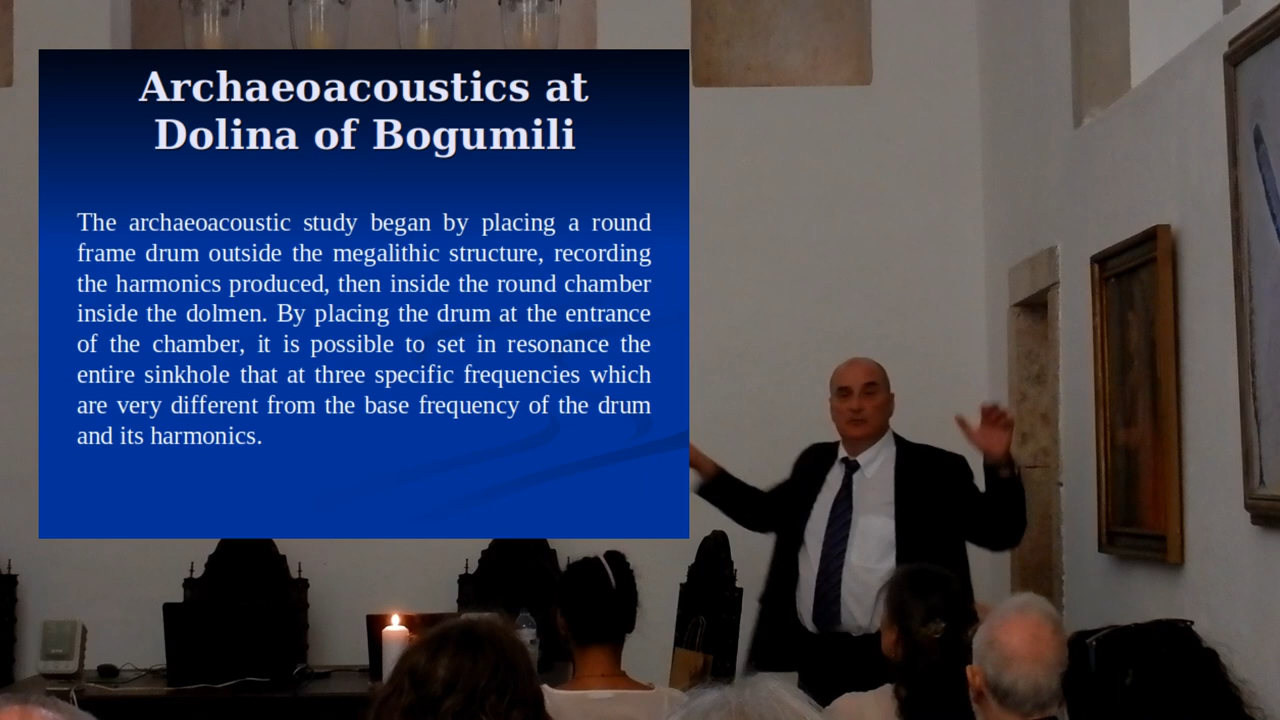 Archaeoacoustics at
Dolina of Bogumili
The archaeoacoustic study began by placing a round
frame drum outside the megalithic structure, recording
the harmonics produced, then inside the round chamber
inside the dolmen. By placing the drum at the entrance
of the chamber, it is possible to set in resonance the
entire sinkhole that at three specific frequencies which
are very different from the base frequency of the drum
and its harmonics.